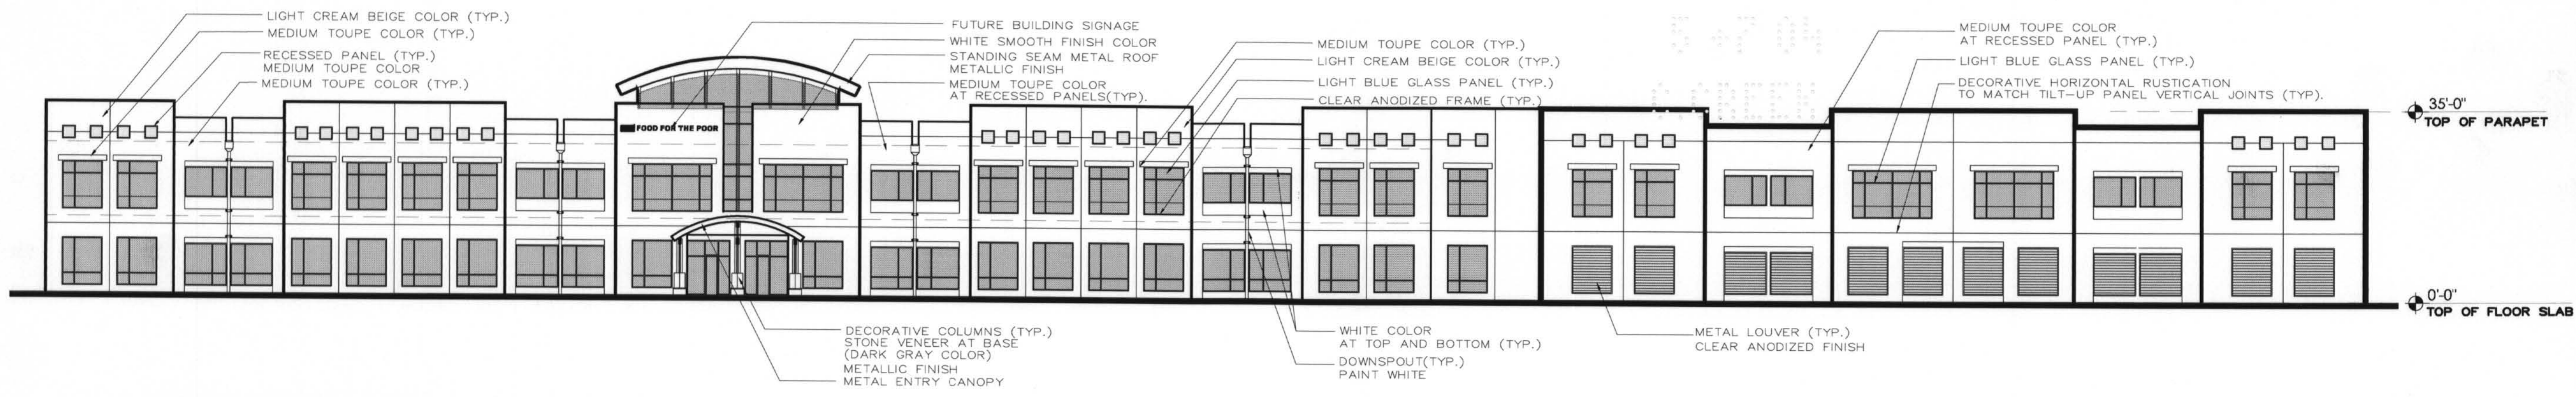 LIGHT CREAM BEIGE COLOR (TYP.)
MEDIUM TOUPE COLOR (TYP.)
RECESSED PANEL (TYP.)
MEDIUM TOUPE COLOR
MEDIUM TOUPE COLOR (TYP.)
FUTURE BUILDING SIGNAGE
WHITE SMOOTH FINISH COLOR
STANDING SEAM METAL ROOF
METALLIC FINISH
MEDIUM TOUPE COLOR
AT RECESSED PANELS(TYP).
MEDIUM TOUPE COLOR (TYP.)
LIGHT CREAM BEIGE COLOR (TYP.)
LIGHT BLUE GLASS PANEL (TYP.)
CLEAR ANODIZED FRAME (TYP.)
MEDIUM TOUPE COLOR
AT RECESSED PANEL (TYP.)
LIGHT BLUE GLASS PANEL (TYP.)
DECORATIVE HORIZONTAL RUSTICATION
TO MATCH TILT-UP PANEL VERTICAL JOINTS (TYP).
35'-0"
TOP OF PARAPET
FOOD FOR THE POOR
0'-0"
TOP OF FLOOR SLAB
DECORATIVE COLUMNS (TYP.)
STONE VENEER AT BASE
(DARK GRAY COLOR)
METALLIC FINISH
METAL ENTRY CANOPY
WHITE COLOR
AT TOP AND BOTTOM (TYP.)
DOWNSPOUT(TYP.)
PAINT WHITE
METAL LOUVER (TYP.)
CLEAR ANODIZED FINISH